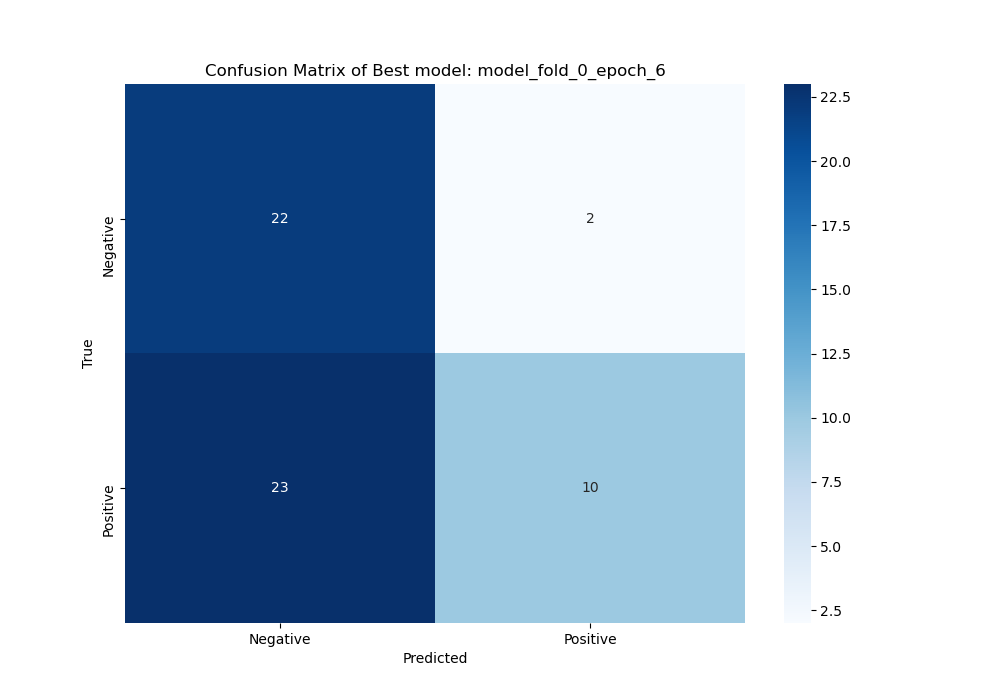 Confusion Matrix of Best model: model_fold_0_epoch_6
True
Negative
22
2
Positive
23
10
Negative
Positive
Predicted
22.5
20.0
17.5
15.0
12.5
10.0
7.5
5.0
2.5